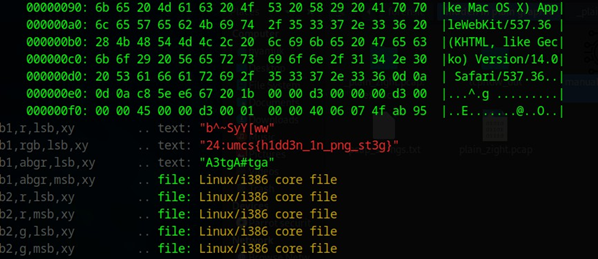 00000090: 6b 65 20 4d 61 63 20 4f  53 20 58 29 20 41 70 70 |ke Mac OS X) App|
000000a0: 6c 65 57 65 62 4b 69 74  2f 35 33 37 2e 33 36 20 |leWebKit/537.36 |
000000b0: 28 4b 48 54 4d 4c 2c 20  6c 69 6b 65 20 47 65 63 |(KHTML, like Gec|
000000c0: 6b 6f 29 20 56 65 72 73  69 6f 6e 2f 31 34 2e 30 |ko) Version/14.0|
000000d0: 20 53 61 66 61 72 69 2f  35 33 37 2e 33 36 0d 0a | Safari/537.36..|
000000e0: 0d 0a c8 5e e6 67 20 1b  00 00 d3 00 00 00 d3 00 |...^.g .........|
000000f0: 00 00 45 00 00 d3 00 01  00 00 40 06 07 4f ab 95 |..E.......@..O..|
b1,r,lsb,xy .. text: "b^~SyY[ww"
b1,rgb,lsb,xy .. text: "24:umcs{h1dd3n_1n_png_st3g}"
b1,abgr,lsb,xy .. text: "A3tgA#tga"
b1,abgr,msb,xy .. file: Linux/i386 core file
b2,r,lsb,xy .. file: Linux/i386 core file
b2,r,msb,xy .. file: Linux/i386 core file
b2,g,lsb,xy .. file: Linux/i386 core file
b2,g,msb,xy .. file: Linux/i386 core file